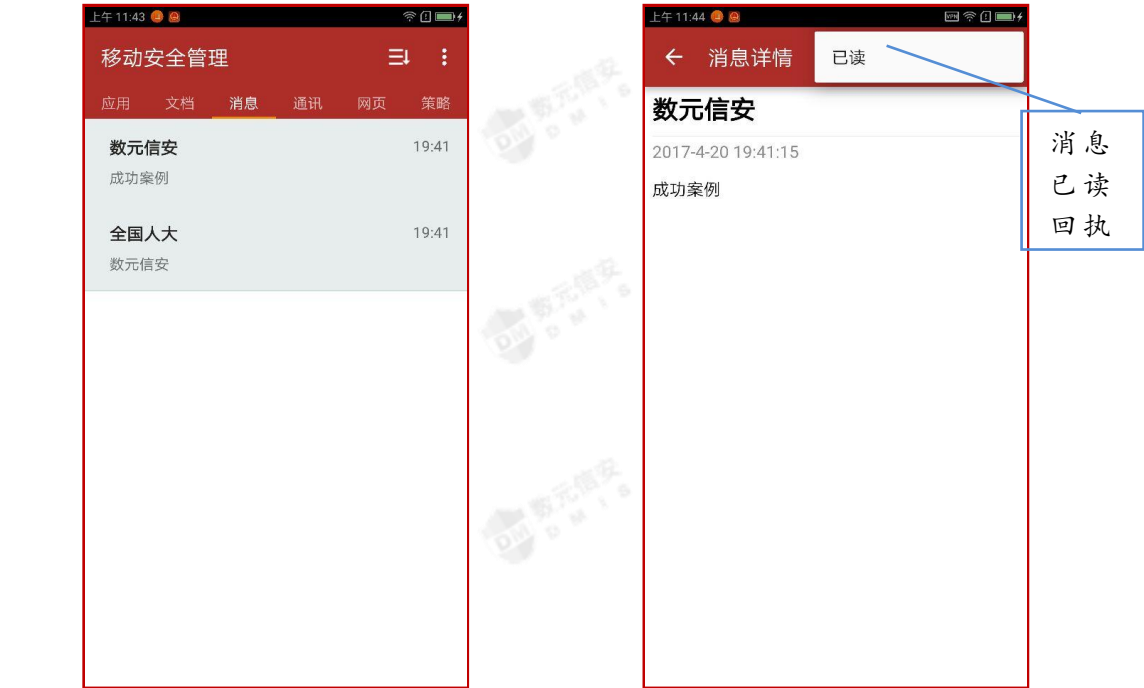 上午 11:43
移动安全管理
应用 文档 消息 通讯 网页 策略
数元信安 19:41
成功案例
全国人大 19:41
数元信安
数元信安
DM D M I S
数元信安
DM D M I S
数元信安
DM D M I S
上午 11:44 VPN
消息详情 已读
数元信安
2017-4-20 19:41:15
成功案例
消息
已读
回执